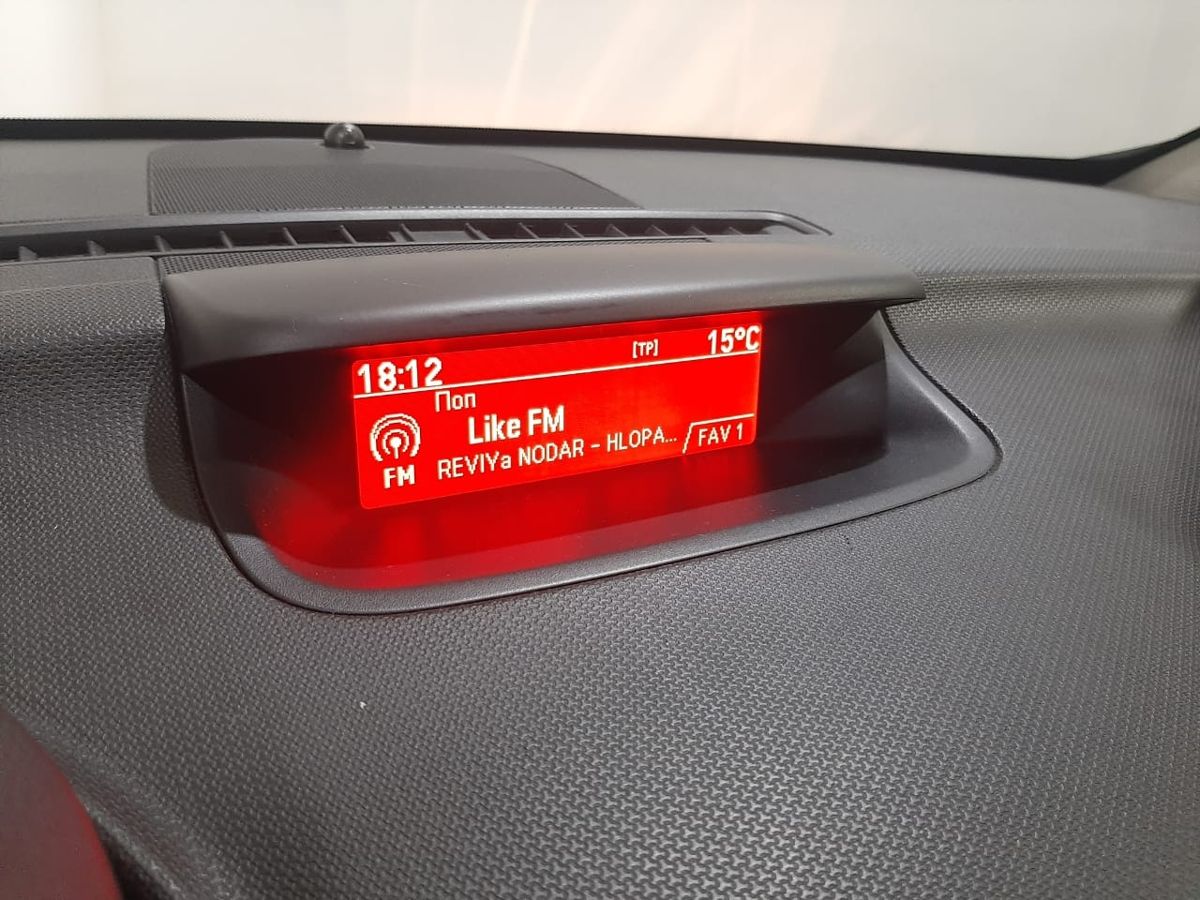 18:12 [TP] 15°C
Поп
Like FM
FM REVIYa NODAR - HLOPA... FAV 1